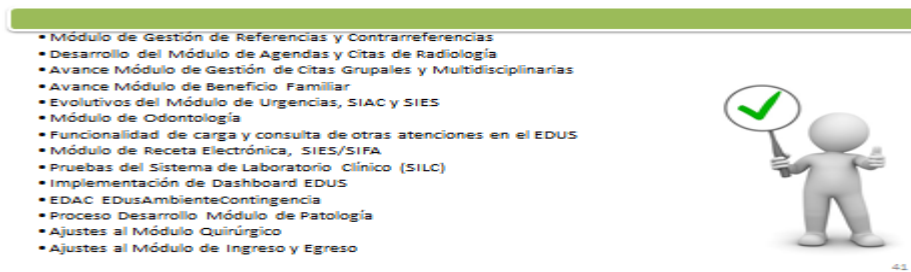 • Módulo de Gestión de Referencias y Contrarreferencias
• Desarrollo del Módulo de Agendas y Citas de Radiología
• Avance Módulo de Gestión de Citas Grupales y Multidisciplinarias
• Avance Módulo de Beneficio Familiar
• Evolutivos del Módulo de Urgencias, SIAC y SIES
• Módulo de Odontología
• Funcionalidad de carga y consulta de otras atenciones en el EDUS
• Módulo de Receta Electrónica, SIES/SIFA
• Pruebas del Sistema de Laboratorio Clínico (SILC)
• Implementación de Dashboard EDUS
• EDAC EDusAmbienteContingencia
• Proceso Desarrollo Módulo de Patología
• Ajustes al Módulo Quirúrgico
• Ajustes al Módulo de Ingreso y Egreso
41